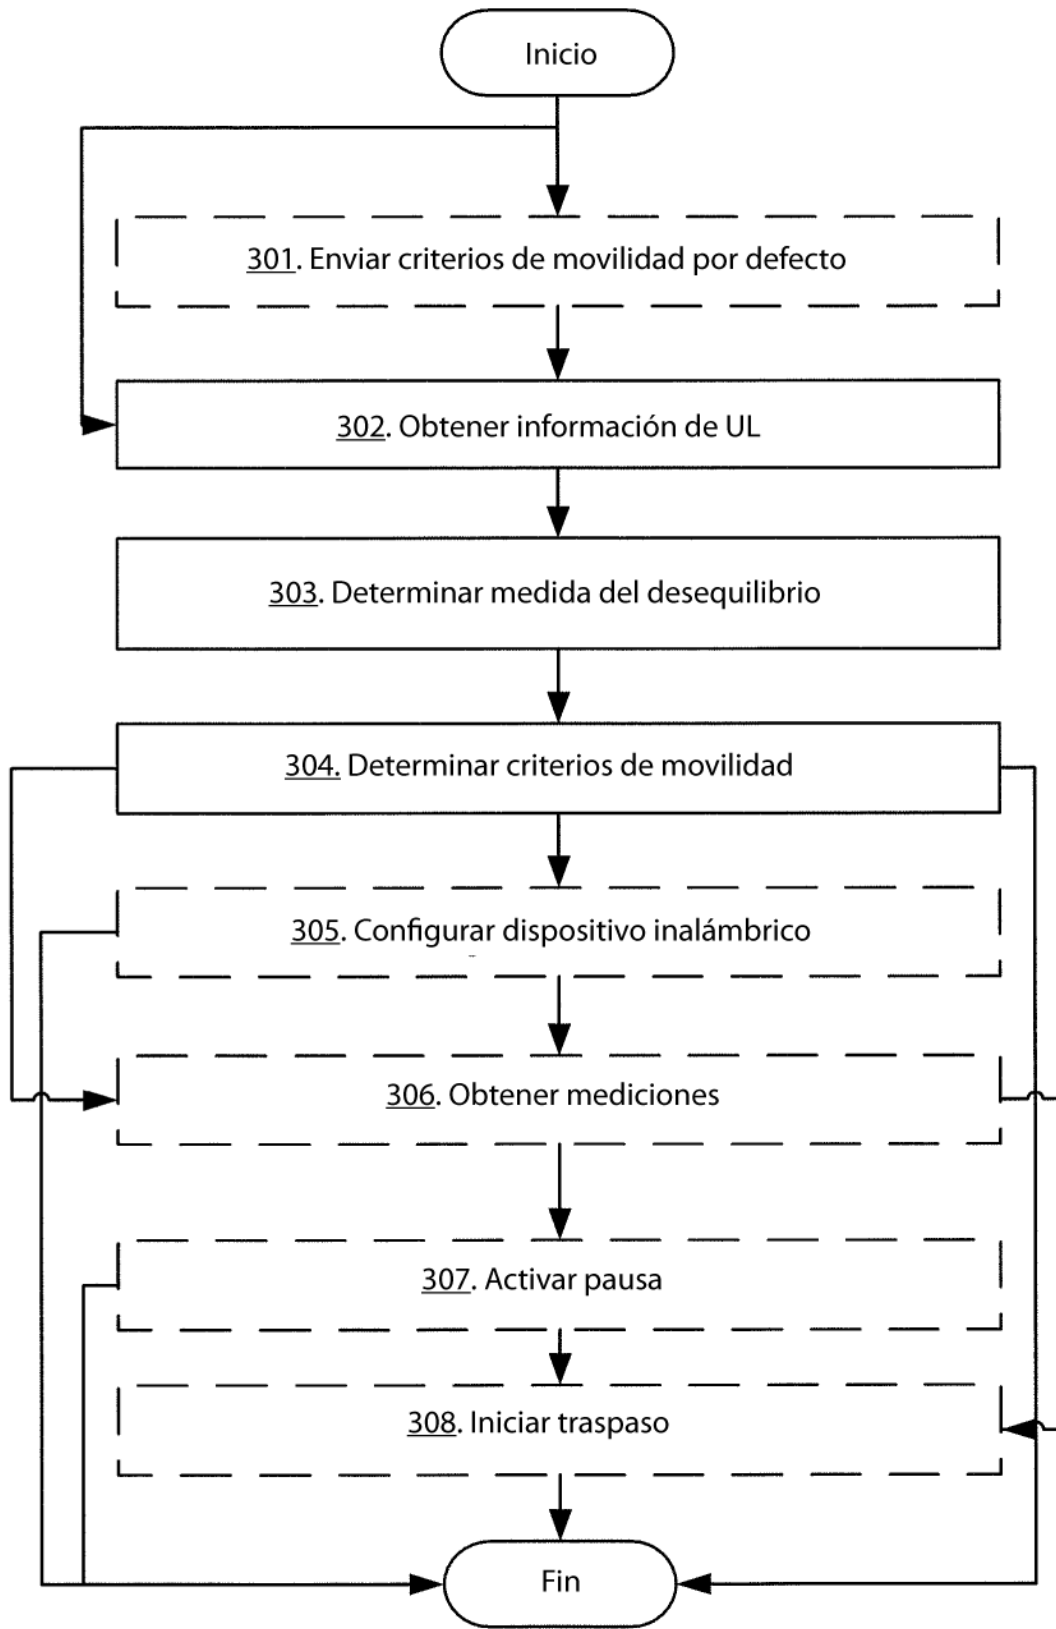 Inicio
301. Enviar criterios de movilidad por defecto
302. Obtener información de UL
303. Determinar medida del desequilibrio
304. Determinar criterios de movilidad
305. Configurar dispositivo inalámbrico
306. Obtener mediciones
307. Activar pausa
308. Iniciar traspaso
Fin